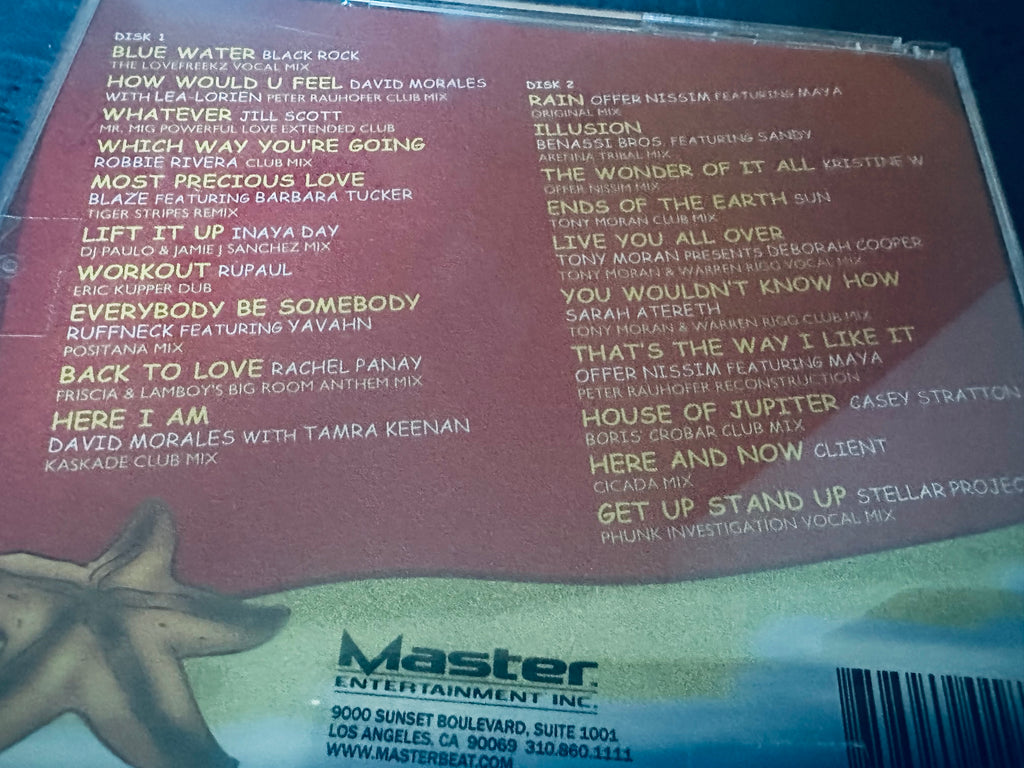 DISK 1
BLUE WATER BLACK ROCK
THE LOVEFREEKZ VOCAL MIX
HOW WOULD U FEEL DAVID MORALES
WITH LEA-LORIEN PETER RAUHOFER CLUB MIX
WHATEVER JILL SCOTT
MR. MIG POWERFUL LOVE EXTENDED CLUB
WHICH WAY YOU'RE GOING
ROBBIE RIVERA CLUB MIX
MOST PRECIOUS LOVE
BLAZE FEATURING BARBARA TUCKER
TIGER STRIPES REMIX
LIFT IT UP INAYA DAY
DJ PAULO & JAMIE J SANCHEZ MIX
WORKOUT RUPAUL
ERIC KUPPER DUB
EVERYBODY BE SOMEBODY
RUFFNECK FEATURING YAVAHN
POSITANA MIX
BACK TO LOVE RACHEL PANAY
FRISCIA & LAMBOY'S BIG ROOM ANTHEM MIX
HERE I AM
DAVID MORALES WITH TAMRA KEENAN
KASKADE CLUB MIX
DISK 2
RAIN OFFER NISSIM FEATURING MAYA
ORIGINAL MIX
ILLUSION
BENASSI BROS. FEATURING SANDY
ARENNA TRIBAL MIX
THE WONDER OF IT ALL KRISTINE W
OFFER NISSIM MIX
ENDS OF THE EARTH SUN
TONY MORAN CLUB MIX
LIVE YOU ALL OVER
TONY MORAN PRESENTS DEBORAH COOPER
TONY MORAN & WARREN RIGG VOCAL MIX
YOU WOULDN'T KNOW HOW
SARAH ATERETH
TONY MORAN & WARREN RIGG CLUB MIX
THAT'S THE WAY I LIKE IT
OFFER NISSIM FEATURING MAYA
PETER RAUHOFER RECONSTRUCTION
HOUSE OF JUPITER CASEY STRATTON
BORIS' CROBAR CLUB MIX
HERE AND NOW CLIENT
CICADA MIX
GET UP STAND UP STELLAR PROJEC
PHUNK INVESTIGATION VOCAL MIX
Master
ENTERTAINMENT INC.
9000 SUNSET BOULEVARD, SUITE 1001
LOS ANGELES, CA 90069 310.860.1111
WWW.MASTERBEAT.COM